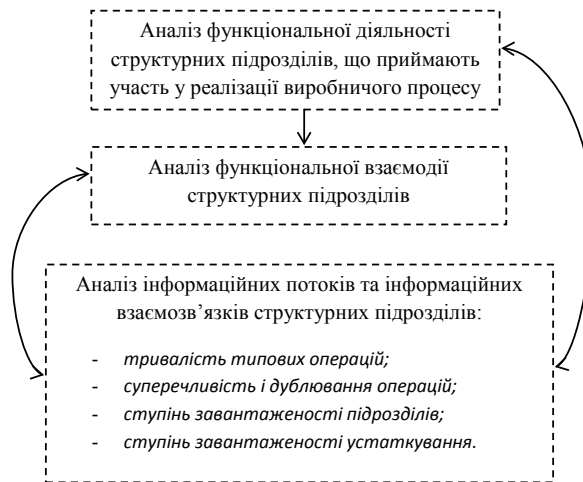 Аналіз функціональної діяльності
структурних підрозділів, що приймають
участь у реалізації виробничого процесу
Аналіз функціональної взаємодії
структурних підрозділів
Аналіз інформаційних потоків та інформаційних
взаємозв’язків структурних підрозділів:
- тривалість типових операцій;
- суперечливість і дублювання операцій;
- ступінь завантаженості підрозділів;
- ступінь завантаженості устаткування.